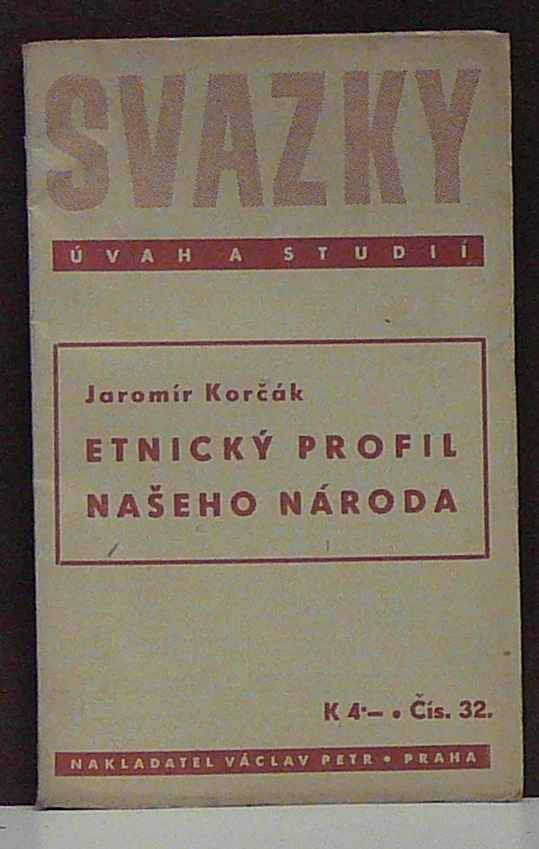 SVAZKY
ÚVAH A STUDIÍ
Jaromír Korčák
ETNICKÝ PROFIL
NAŠEHO NÁRODA
K 4·— • Čís. 32.
NAKLADATEL VÁCLAV PETR • PRAHA